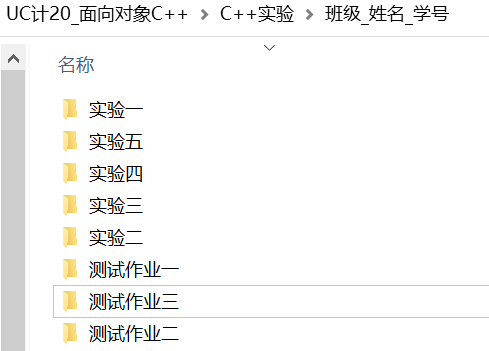 UC计20_面向对象C++ > C++实验 > 班级_姓名_学号
名称
实验一
实验五
实验四
实验三
实验二
测试作业一
测试作业三
测试作业二